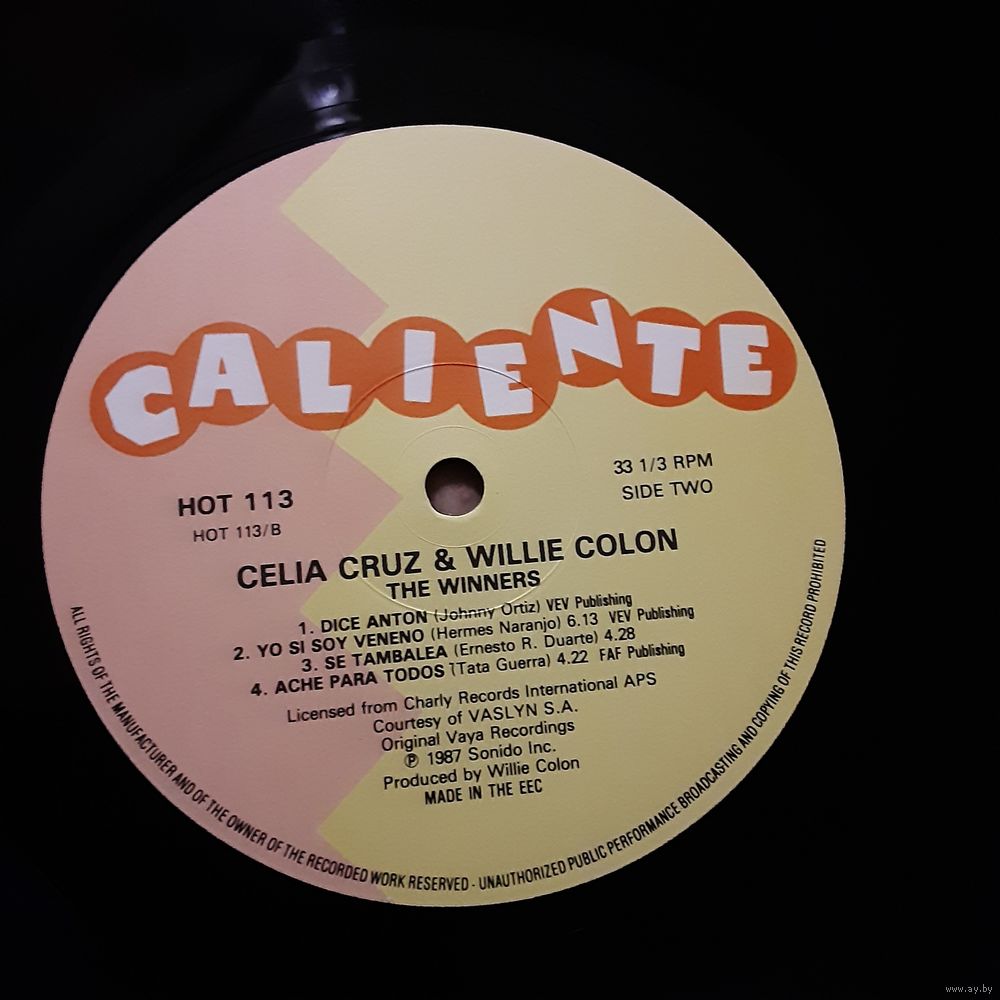 CALIENTE
33 1/3 RPM
SIDE TWO
HOT 113
HOT 113/B
CELIA CRUZ & WILLIE COLON
THE WINNERS
1. DICE ANTON (Johnny Ortiz) VEV Publishing
2. YO SI SOY VENENO (Hermes Naranjo) 6.13 VEV Publishing
3. SE TAMBALEA (Ernesto R. Duarte) 4.28
4. ACHE PARA TODOS (Tata Guerra) 4.22 FAF Publishing
Licensed from Charly Records International APS
Courtesy of VASLYN S.A.
Original Vaya Recordings
℗ 1987 Sonido Inc.
Produced by Willie Colon
MADE IN THE EEC
ALL RIGHTS OF THE MANUFACTURER AND OF THE OWNER OF THE RECORDED WORK RESERVED - UNAUTHORIZED PUBLIC PERFORMANCE BROADCASTING AND COPYING OF THIS RECORD PROHIBITED
www.ay.by